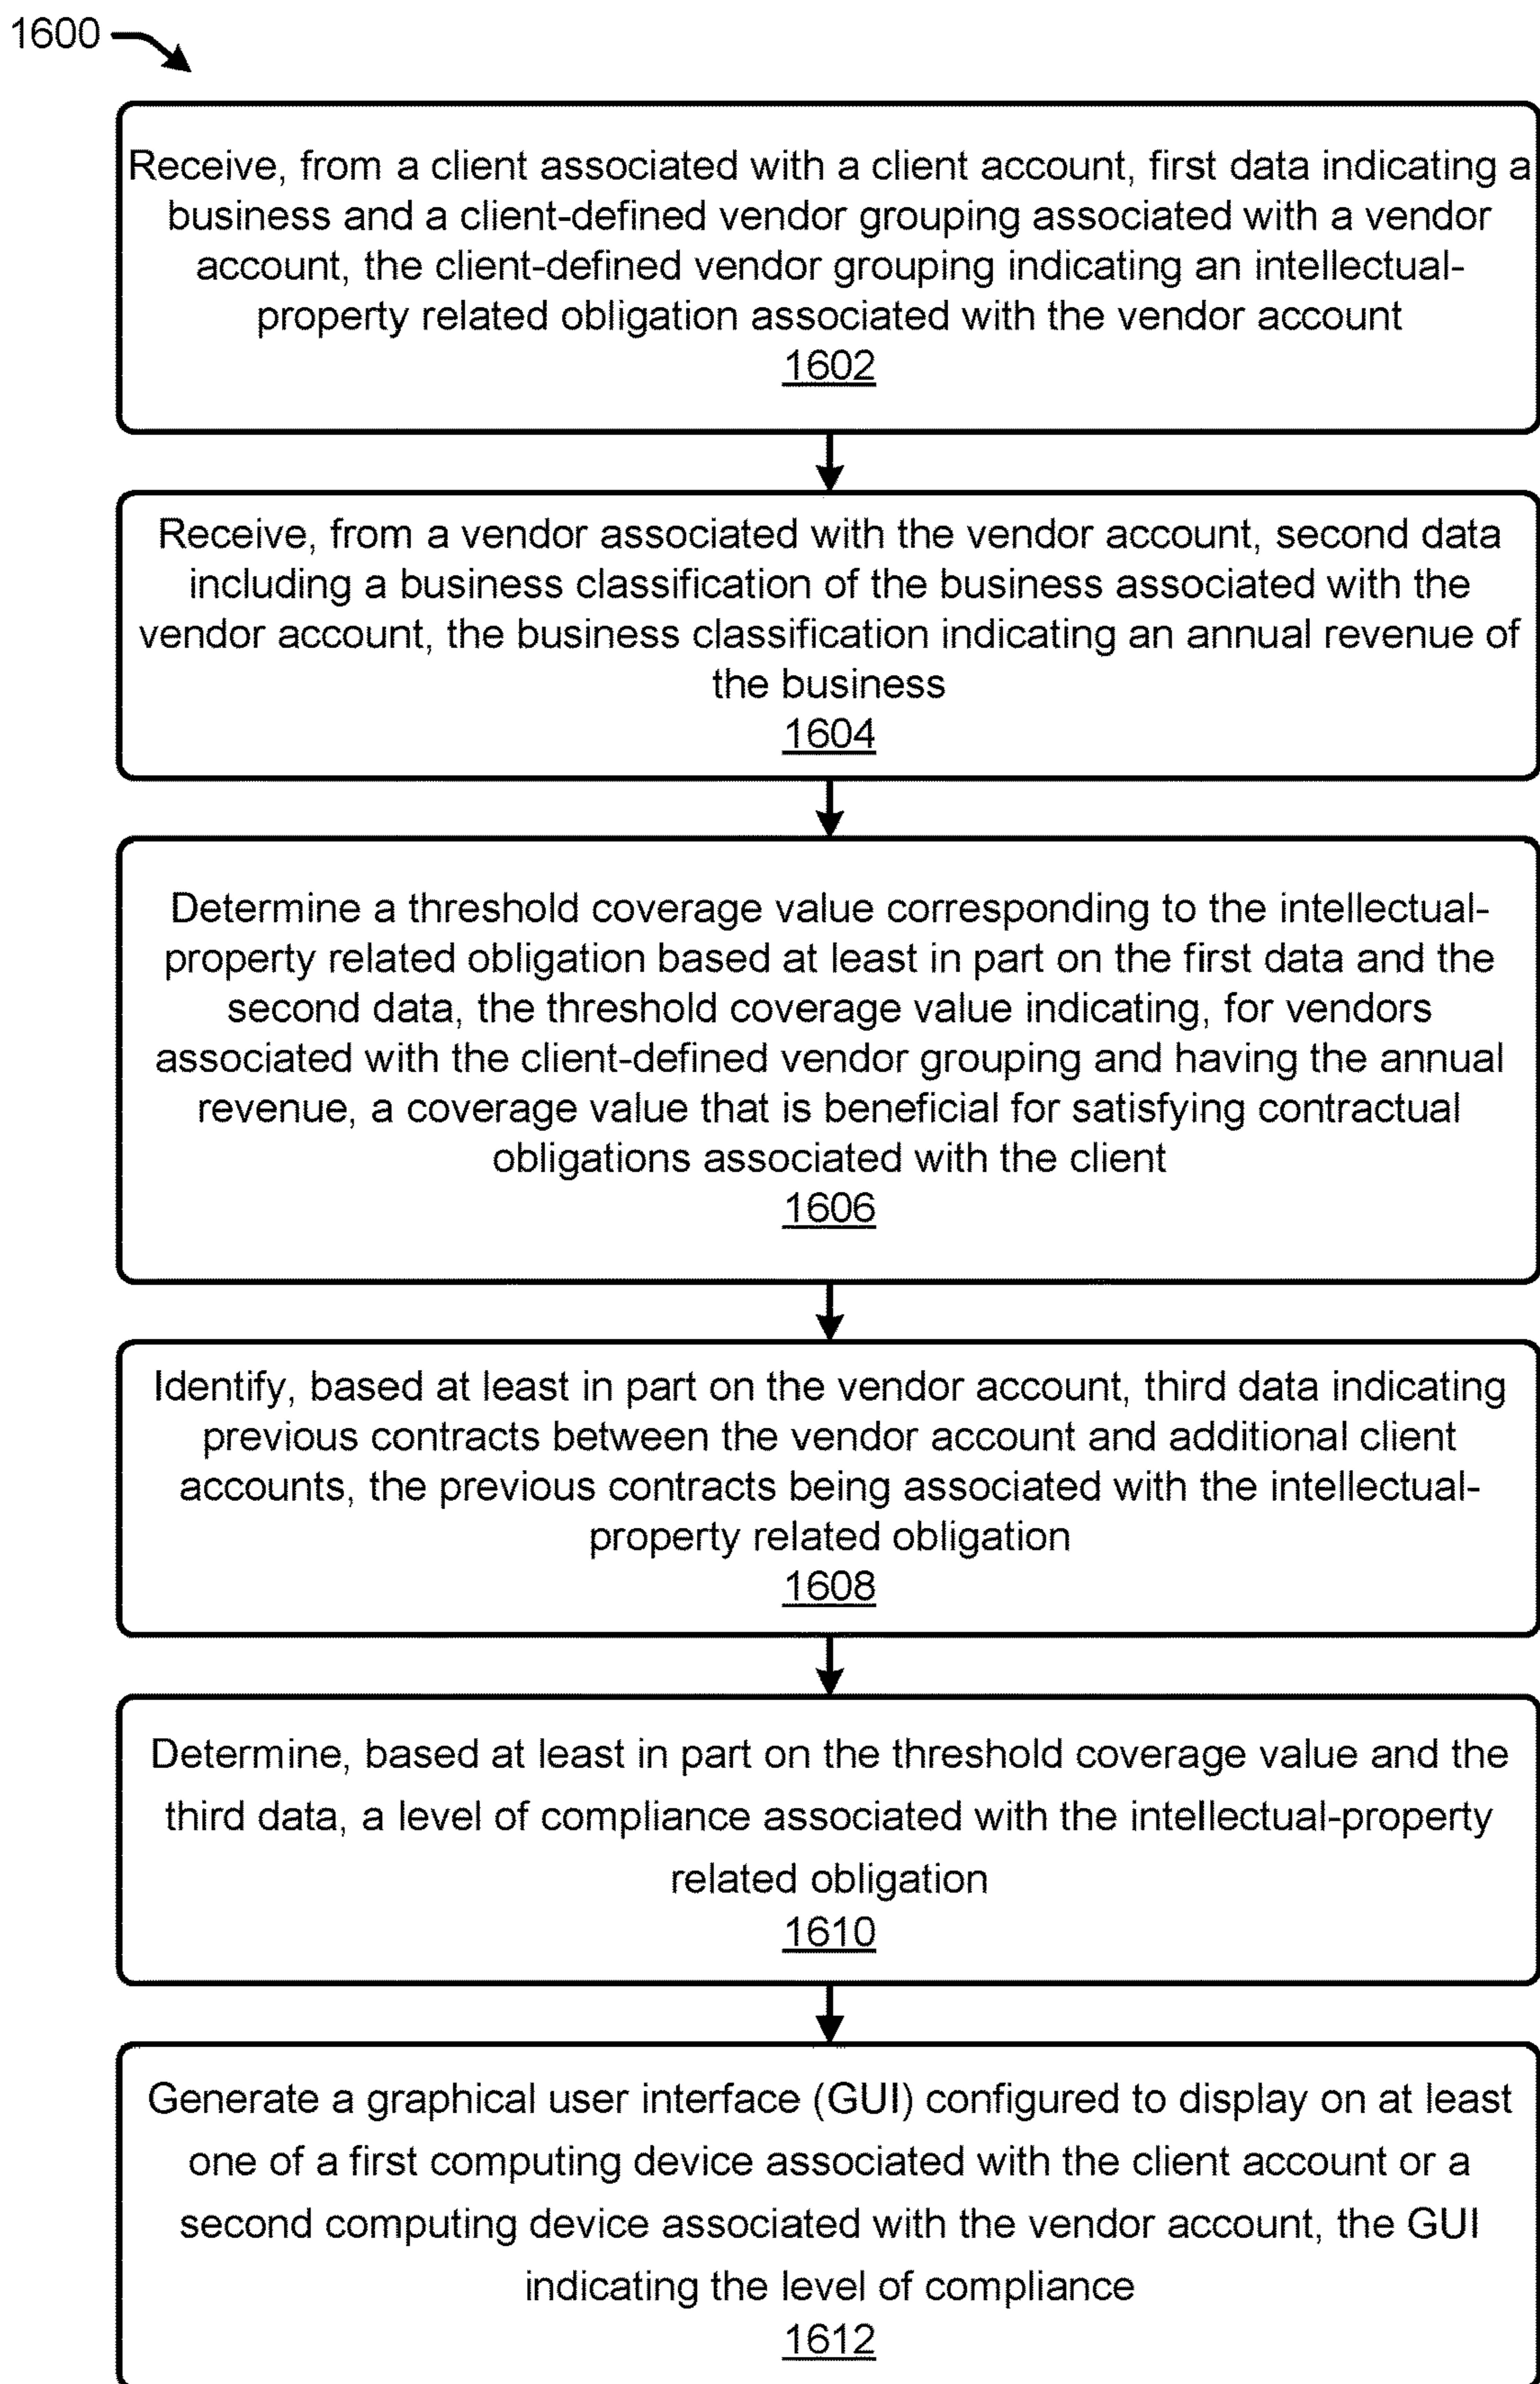 1600
Receive, from a client associated with a client account, first data indicating a
business and a client-defined vendor grouping associated with a vendor
account, the client-defined vendor grouping indicating an intellectual-
property related obligation associated with the vendor account
1602
Receive, from a vendor associated with the vendor account, second data
including a business classification of the business associated with the
vendor account, the business classification indicating an annual revenue of
the business
1604
Determine a threshold coverage value corresponding to the intellectual-
property related obligation based at least in part on the first data and the
second data, the threshold coverage value indicating, for vendors
associated with the client-defined vendor grouping and having the annual
revenue, a coverage value that is beneficial for satisfying contractual
obligations associated with the client
1606
Identify, based at least in part on the vendor account, third data indicating
previous contracts between the vendor account and additional client
accounts, the previous contracts being associated with the intellectual-
property related obligation
1608
Determine, based at least in part on the threshold coverage value and the
third data, a level of compliance associated with the intellectual-property
related obligation
1610
Generate a graphical user interface (GUI) configured to display on at least
one of a first computing device associated with the client account or a
second computing device associated with the vendor account, the GUI
indicating the level of compliance
1612